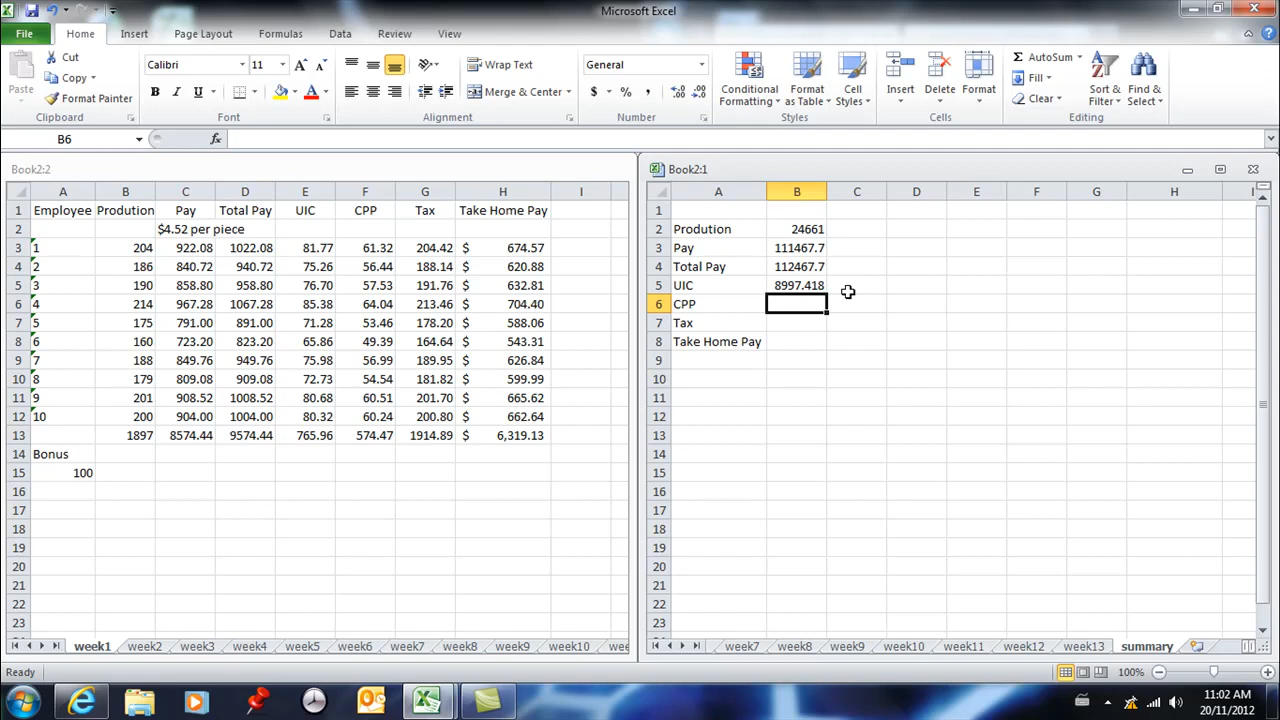 Microsoft Excel
File Home Insert Page Layout Formulas Data Review View
Paste Cut Copy Format Painter Clipboard
Calibri 11 A A B I U A Font
Wrap Text Merge & Center Alignment
General $ % , .00 Number
Conditional Formatting Format as Table Cell Styles Styles
Insert Delete Format Cells
Σ AutoSum Fill Clear Sort & Filter Find & Select Editing
B6 fx
Book2:2
A B C D E F G H I
1 Employee Prodution Pay Total Pay UIC CPP Tax Take Home Pay
2 $4.52 per piece
3 1 204 922.08 1022.08 81.77 61.32 204.42 $ 674.57
4 2 186 840.72 940.72 75.26 56.44 188.14 $ 620.88
5 3 190 858.80 958.80 76.70 57.53 191.76 $ 632.81
6 4 214 967.28 1067.28 85.38 64.04 213.46 $ 704.40
7 5 175 791.00 891.00 71.28 53.46 178.20 $ 588.06
8 6 160 723.20 823.20 65.86 49.39 164.64 $ 543.31
9 7 188 849.76 949.76 75.98 56.99 189.95 $ 626.84
10 8 179 809.08 909.08 72.73 54.54 181.82 $ 599.99
11 9 201 908.52 1008.52 80.68 60.51 201.70 $ 665.62
12 10 200 904.00 1004.00 80.32 60.24 200.80 $ 662.64
13 1897 8574.44 9574.44 765.96 574.47 1914.89 $ 6,319.13
14 Bonus
15 100
16
17
18
19
20
21
22
23
week1 week2 week3 week4 week5 week6 week7 week8 week9 week10 we
Book2:1
A B C D E F G H I
1
2 Prodution 24661
3 Pay 111467.7
4 Total Pay 112467.7
5 UIC 8997.418
6 CPP
7 Tax
8 Take Home Pay
9
10
11
12
13
14
15
16
17
18
19
20
21
22
23
week7 week8 week9 week10 week11 week12 week13 summary
Ready 100%
11:02 AM
20/11/2012